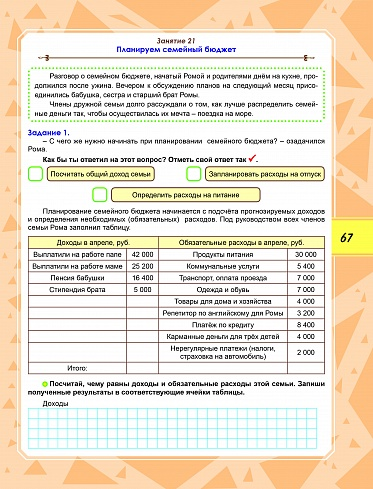 Занятие 21
Планируем семейный бюджет
Разговор о семейном бюджете, начатый Ромой и родителями днём на кухне, про-
должился после ужина. Вечером к обсуждению планов на следующий месяц присо-
единились бабушка, сестра и старший брат Ромы.
Члены дружной семьи долго рассуждали о том, как лучше распределить семей-
ные деньги так, чтобы осуществилась их мечта – поездка на море.
Задание 1.
– С чего же нужно начинать при планировании семейного бюджета? – озадачился
Рома.
Как бы ты ответил на этот вопрос? Отметь свой ответ так ✓.
Посчитать общий доход семьи
Запланировать расходы на отпуск
Определить расходы на питание
Планирование семейного бюджета начинается с подсчёта прогнозируемых доходов
и определения необходимых (обязательных) расходов. Под руководством всех членов
семьи Рома заполнил таблицу.
67
Доходы в апреле, руб. Обязательные расходы в апреле, руб.
Выплатили на работе папе 42 000 Продукты питания 30 000
Выплатили на работе маме 25 200 Коммунальные услуги 5 400
Пенсия бабушки 16 400 Транспорт, оплата проезда 7 000
Стипендия брата 5 000 Одежда и обувь 7 000
Товары для дома и хозяйства 4 000
Репетитор по английскому для Ромы 3 200
Платёж по кредиту 8 400
Карманные деньги для трёх детей 4 000
Нерегулярные платежи (налоги,
страховка на автомобиль) 2 000
Итого:
Посчитай, чему равны доходы и обязательные расходы этой семьи. Запиши
полученные результаты в соответствующие ячейки таблицы.
Доходы